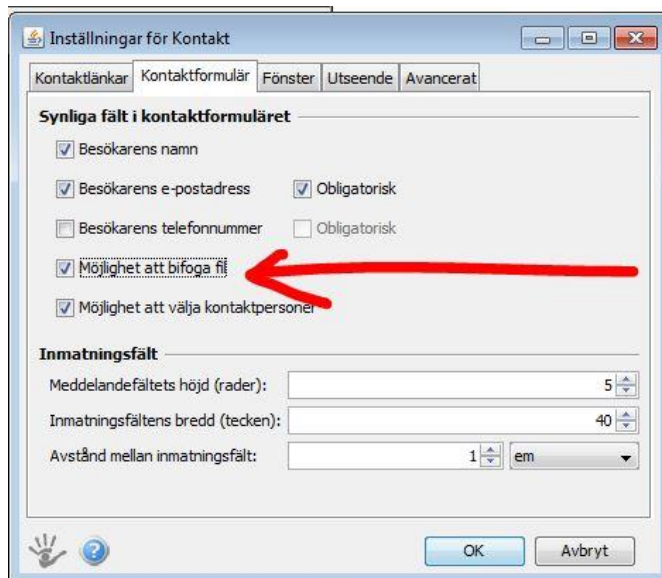 Inställningar för Kontakt
Kontaktlänkar Kontaktformulär Fönster Utseende Avancerat
Synliga fält i kontaktformuläret
Besökarens namn
Besökarens e-postadress Obligatorisk
Besökarens telefonnummer Obligatorisk
Möjlighet att bifoga fil
Möjlighet att välja kontaktpersoner
Inmatningsfält
Meddelandefältets höjd (rader): 5
Inmatningsfältens bredd (tecken): 40
Avstånd mellan inmatningsfält: 1 em
OK Avbryt